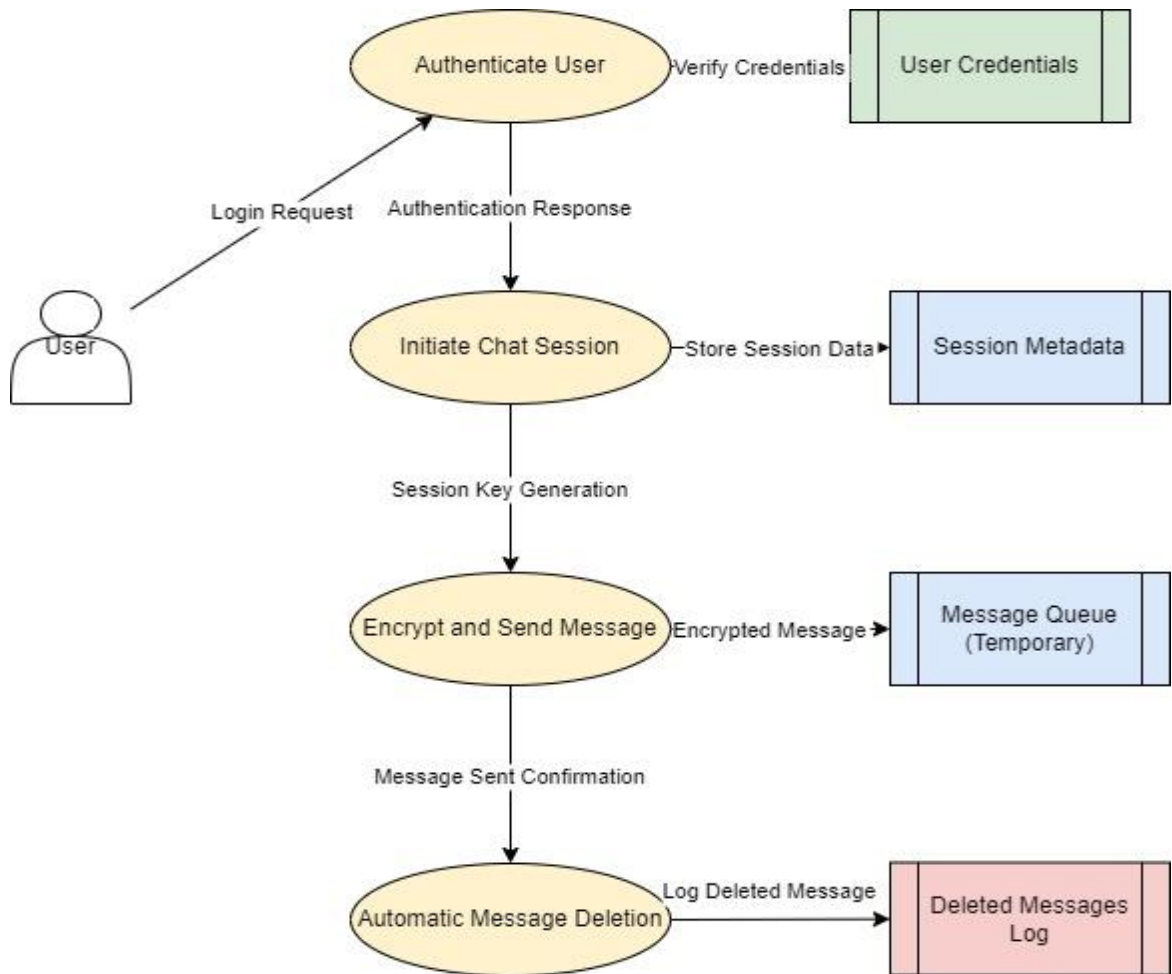 Authenticate User
Verify Credentials
User Credentials
Login Request
Authentication Response
User
Initiate Chat Session
Store Session Data
Session Metadata
Session Key Generation
Encrypt and Send Message
Encrypted Message
Message Queue
(Temporary)
Message Sent Confirmation
Automatic Message Deletion
Log Deleted Message
Deleted Messages
Log